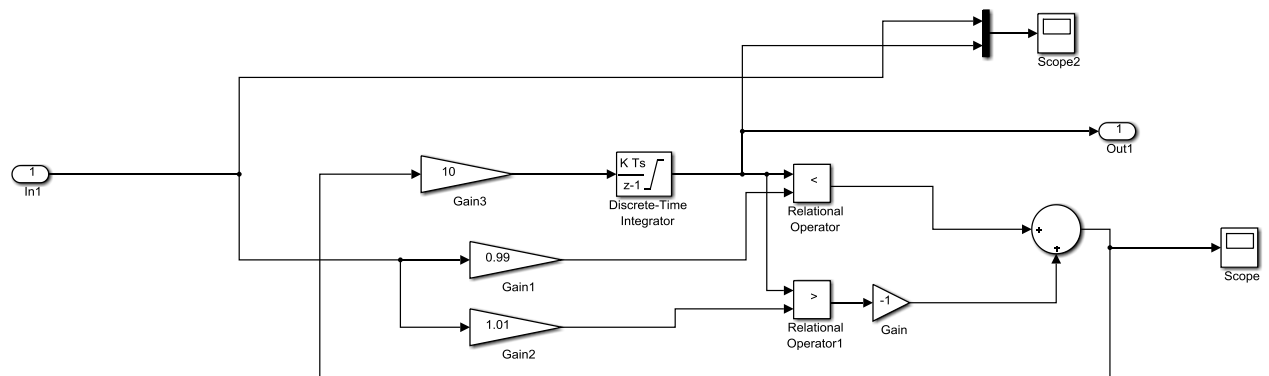 Scope2
1
Out1
1
In1
10
Gain3
K Ts
z-1
Discrete-Time
Integrator
<
Relational
Operator
+
+
Scope
0.99
Gain1
>
Relational
Operator1
-1
Gain
1.01
Gain2